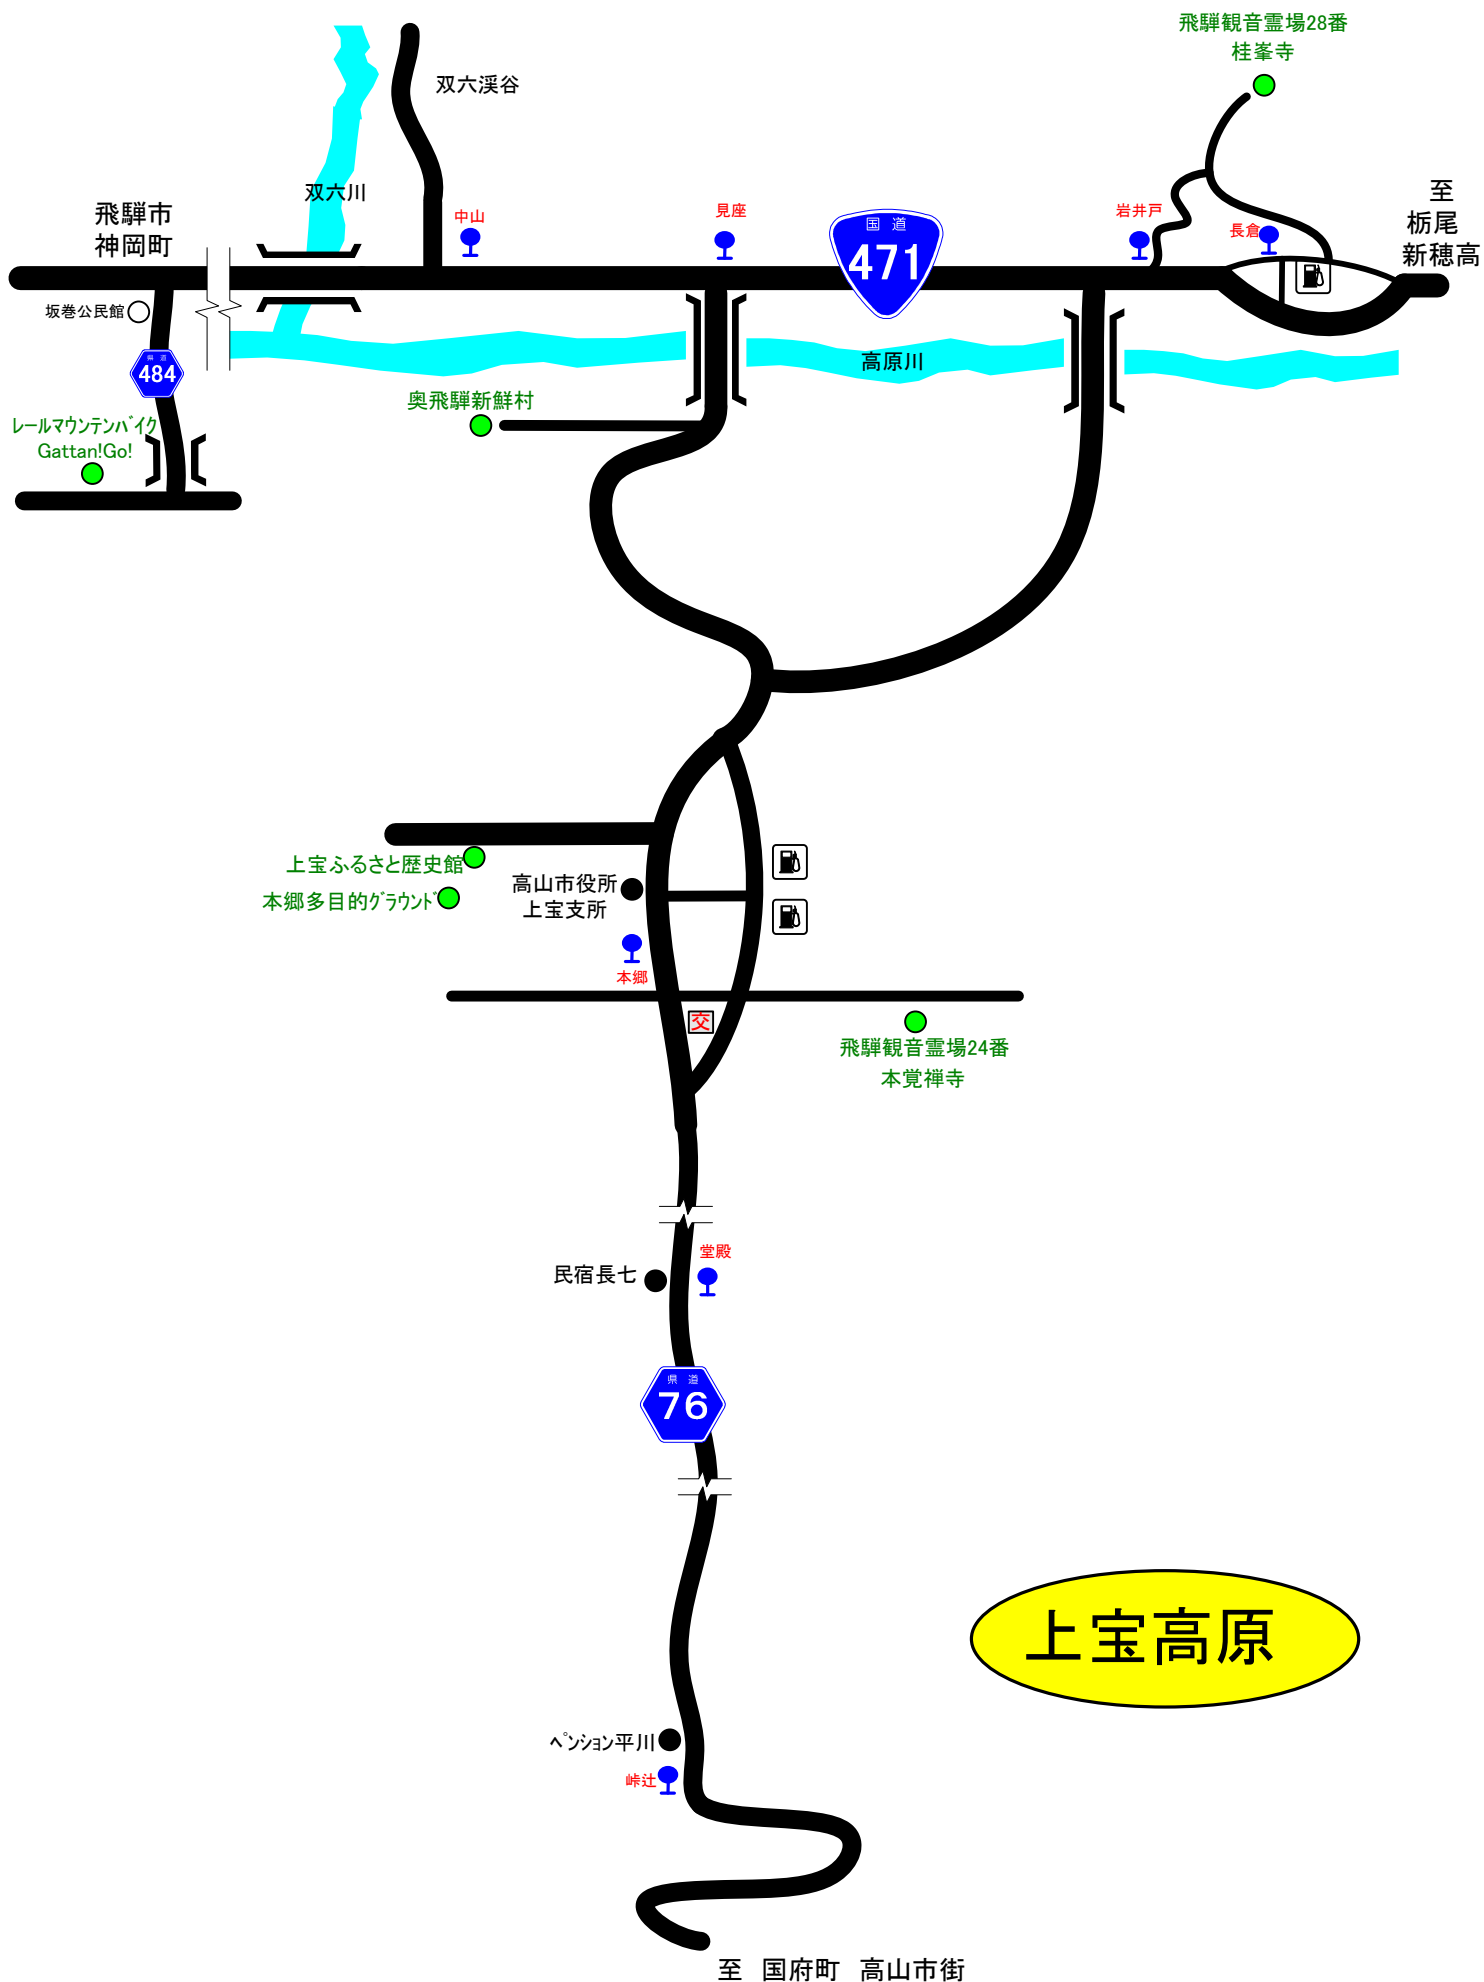 飛騨観音霊場28番
桂峯寺
双六渓谷
双六川
飛騨市
神岡町
中山
見座
国道
471
岩井戸
長倉
至
栃尾
新穂高
坂巻公民館
県道
484
高原川
レールマウンテンバイク
Gattan!Go!
奥飛騨新鮮村
上宝ふるさと歴史館
本郷多目的グラウンド
高山市役所
上宝支所
本郷
交
飛騨観音霊場24番
本覚禅寺
堂殿
民宿長七
県道
76
上宝高原
ペンション平川
峠辻
至 国府町 高山市街